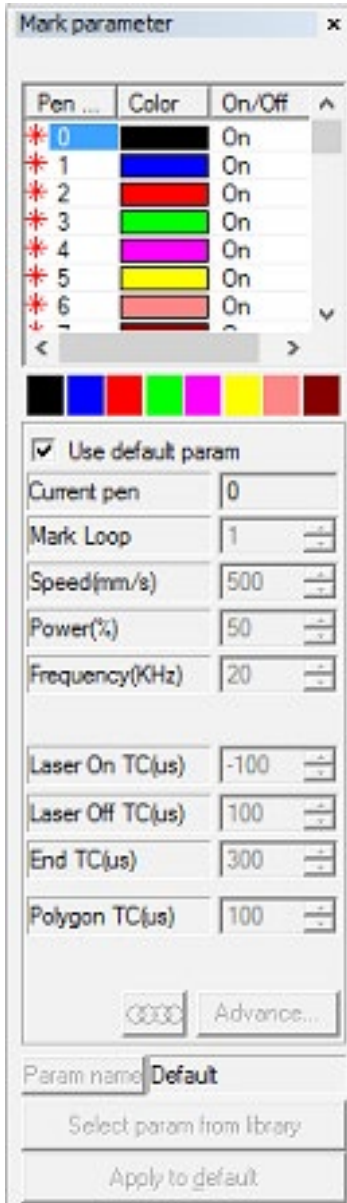 Mark parameter
Pen ... Color On/Off
0 On
1 On
2 On
3 On
4 On
5 On
6 On
Use default param
Current pen 0
Mark Loop 1
Speed(mm/s) 500
Power(%) 50
Frequency(KHz) 20
Laser On TC(us) -100
Laser Off TC(us) 100
End TC(us) 300
Polygon TC(us) 100
Advance...
Param name Default
Select param from library
Apply to default